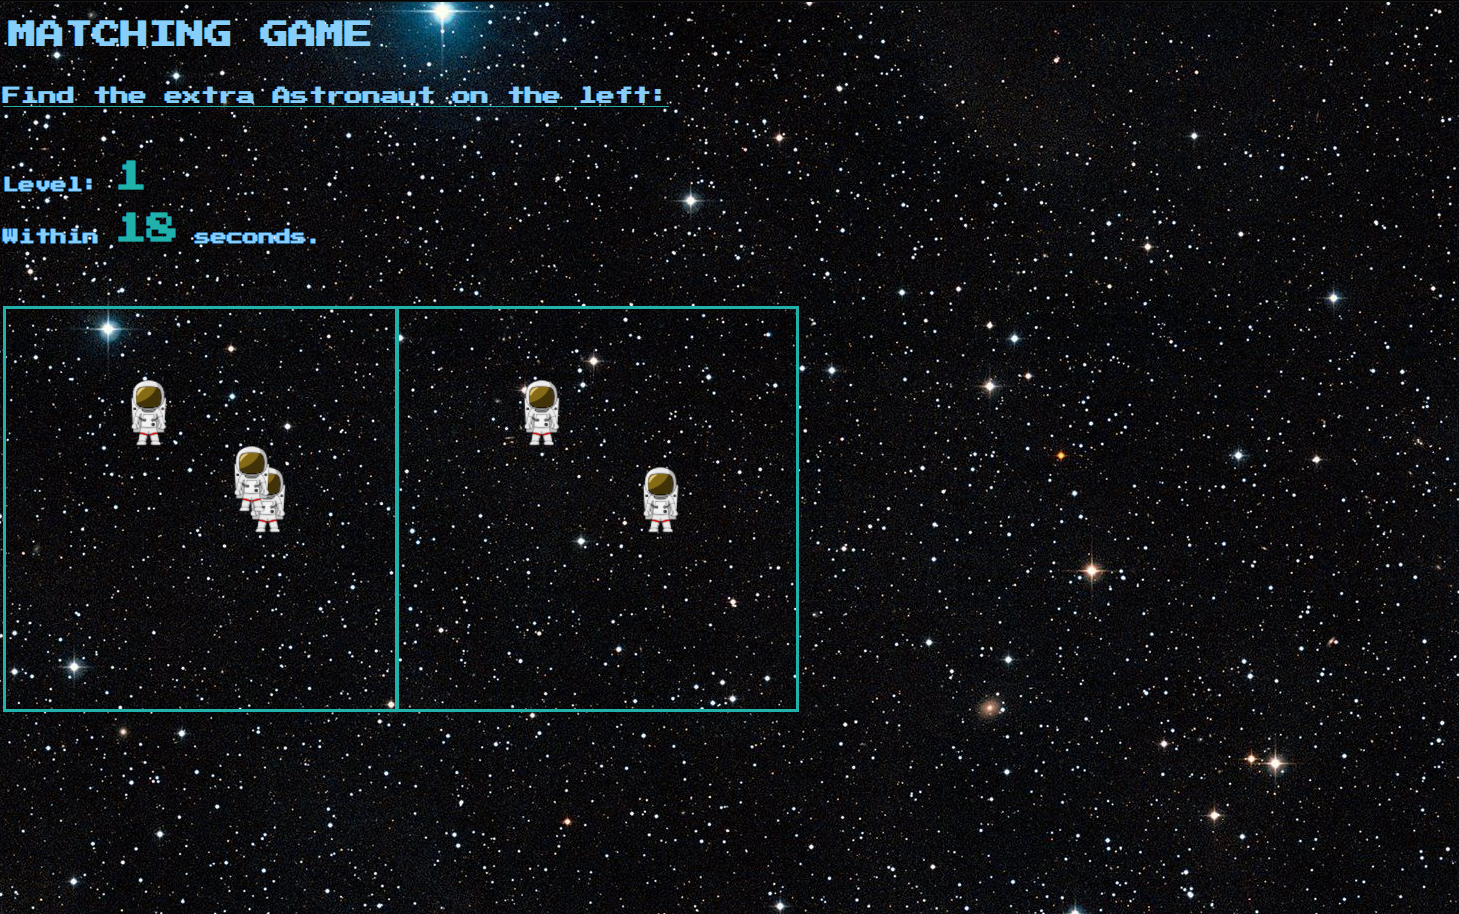 MATCHING GAME
Find the extra Astronaut on the left:
Level: 1
Within 18 seconds.